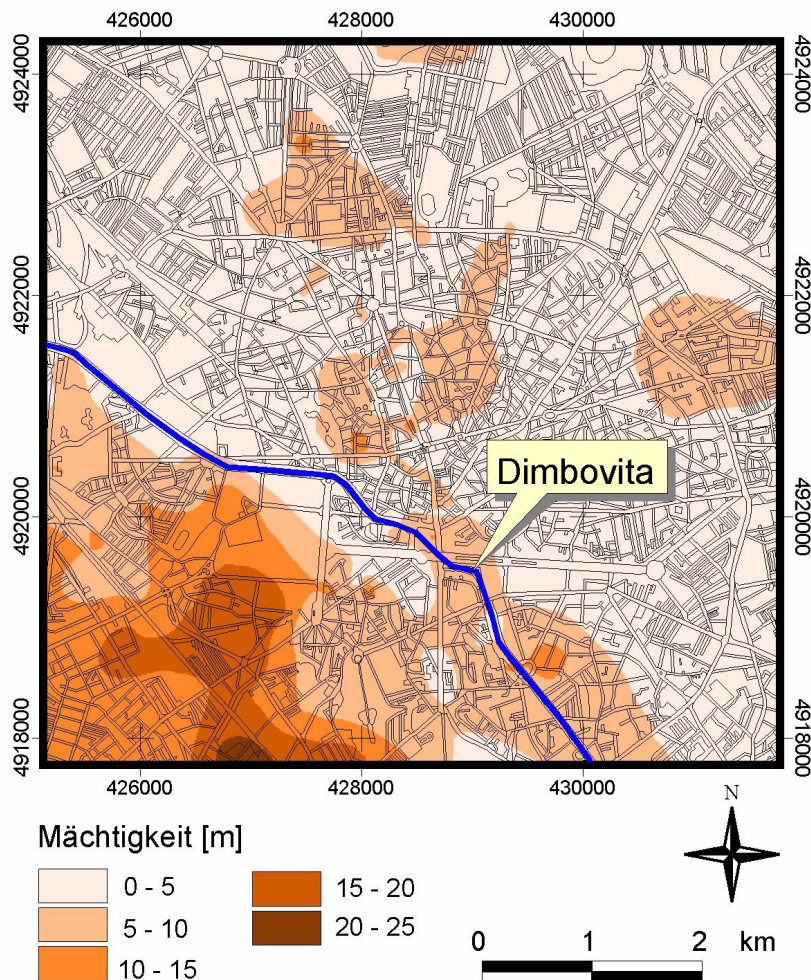 426000 428000 430000
4924000 4924000
4922000 4922000
Dimbovita
4920000 4920000
4918000 4918000
426000 428000 430000
N
Mächtigkeit [m]
0 - 5 15 - 20
5 - 10 20 - 25
10 - 15
0 1 2 km